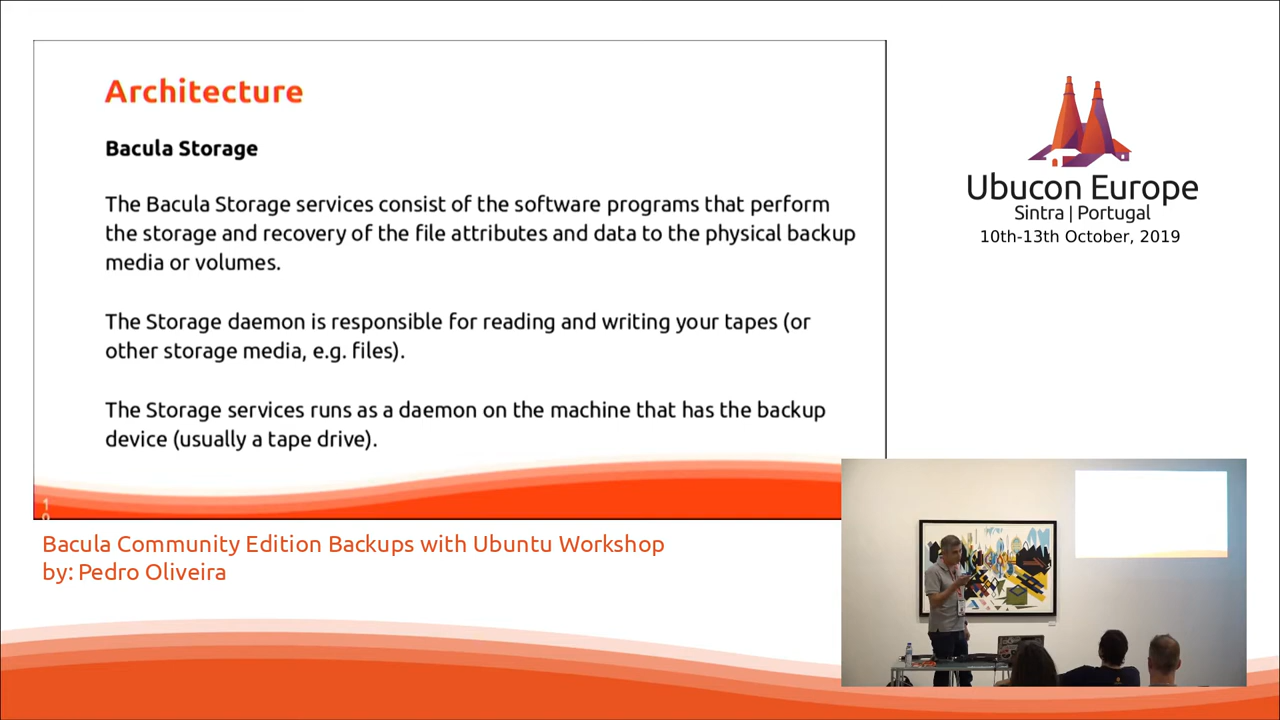 Architecture
Bacula Storage
The Bacula Storage services consist of the software programs that perform
the storage and recovery of the file attributes and data to the physical backup
media or volumes.
The Storage daemon is responsible for reading and writing your tapes (or
other storage media, e.g. files).
The Storage services runs as a daemon on the machine that has the backup
device (usually a tape drive).
Bacula Community Edition Backups with Ubuntu Workshop
by: Pedro Oliveira
Ubucon Europe
Sintra | Portugal
10th-13th October, 2019